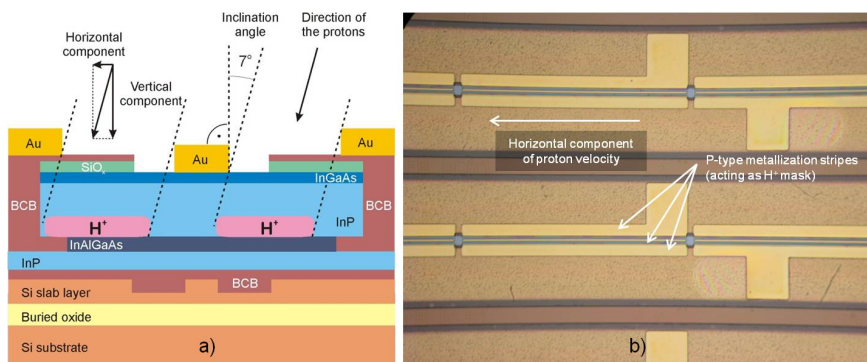 Horizontal
component
Vertical
component
Inclination
angle
7°
Direction of
the protons
Au
Au
Au
SiOx
InGaAs
BCB
BCB
H+
H+
InP
InAlGaAs
InP
BCB
Si slab layer
Buried oxide
Si substrate
a)
Horizontal component
of proton velocity
P-type metallization stripes
(acting as H+ mask)
b)